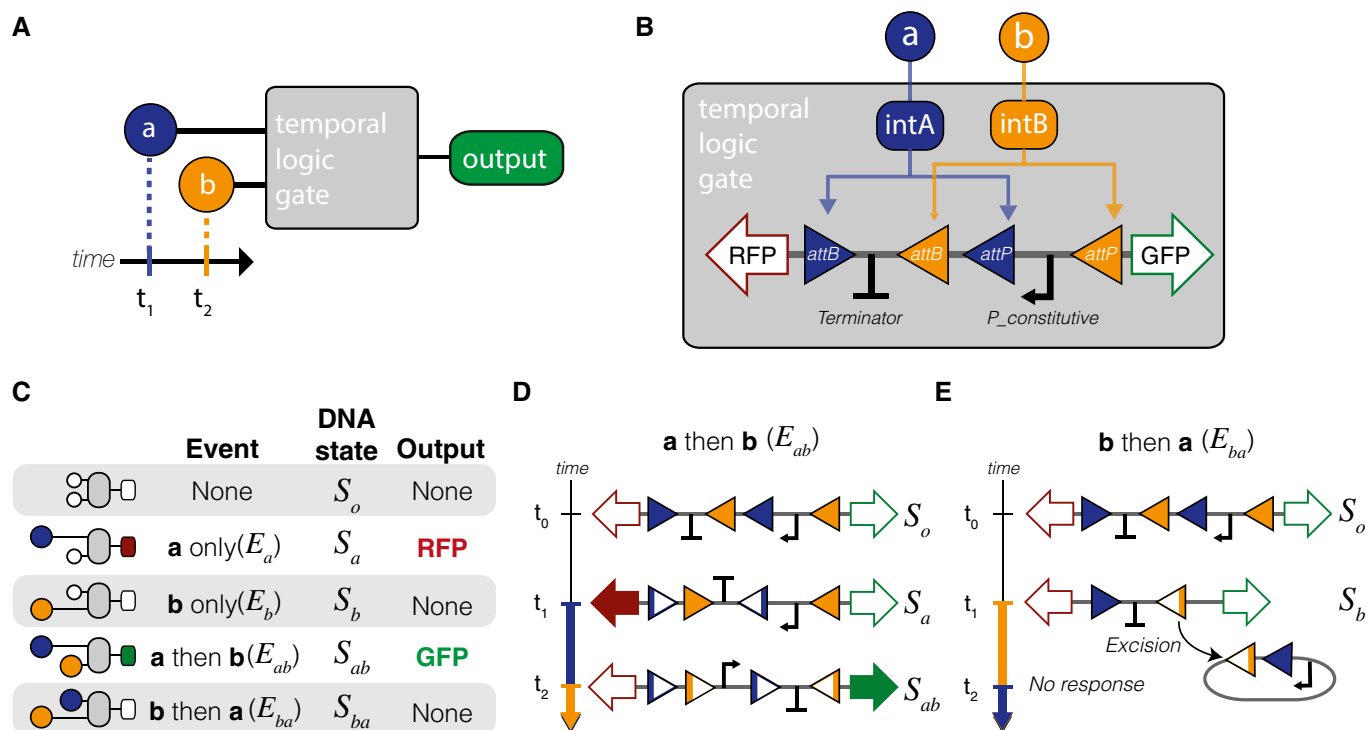 A
a
b
temporal
logic
gate
output
time
t1
t2
B
a
b
temporal
logic
gate
intA
intB
RFP
attB
attB
attP
attP
GFP
Terminator
P_constitutive
C
Event
DNA state
Output
None So None
a only(Ea) Sa RFP
b only(Eb) Sb None
a then b(Eab) Sab GFP
b then a (Eba) Sba None
D
a then b (Eab)
time
t0
So
t1
Sa
t2
Sab
E
b then a (Eba)
time
t0
So
t1
Sb
Excision
t2
No response